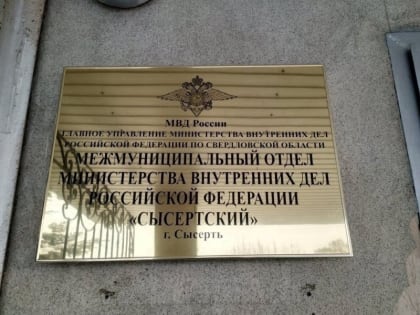 МВД России
ГЛАВНОЕ УПРАВЛЕНИЕ МИНИСТЕРСТВА ВНУТРЕННИХ ДЕЛ
РОССИЙСКОЙ ФЕДЕРАЦИИ ПО СВЕРДЛОВСКОЙ ОБЛАСТИ
МЕЖМУНИЦИПАЛЬНЫЙ ОТДЕЛ
МИНИСТЕРСТВА ВНУТРЕННИХ ДЕЛ
РОССИЙСКОЙ ФЕДЕРАЦИИ
«СЫСЕРТСКИЙ»
г. Сысерть